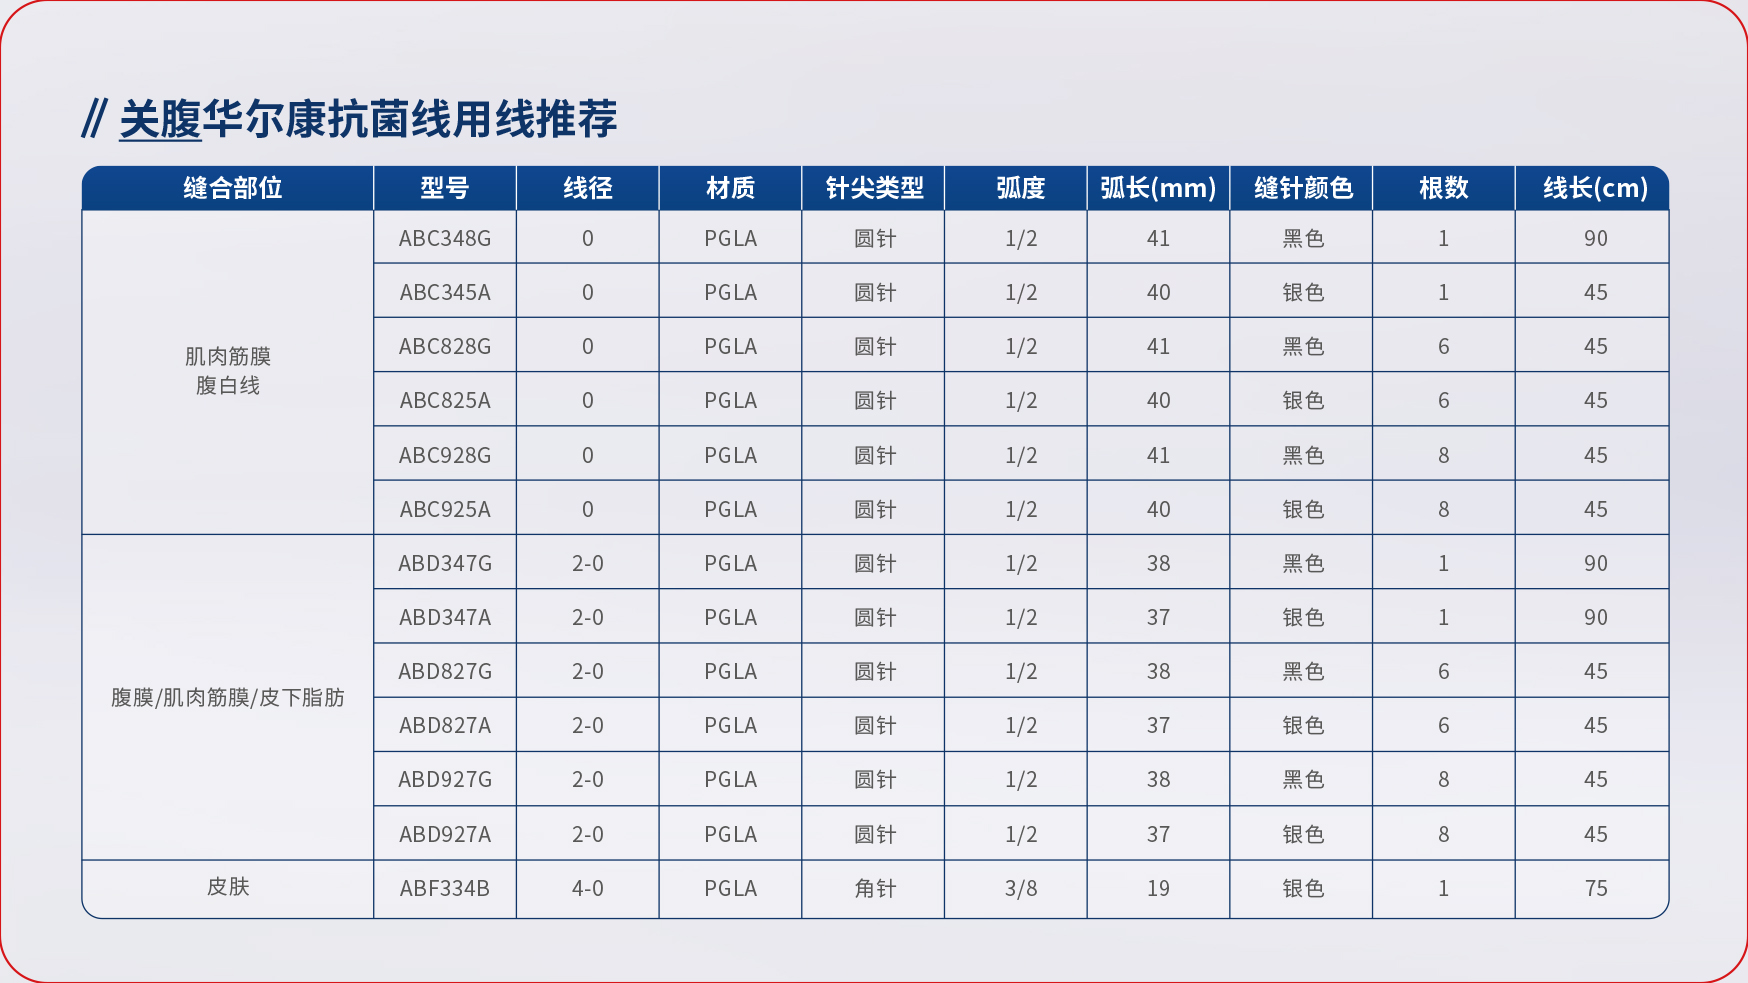 // 关腹华尔康抗菌线用线推荐
缝合部位 型号 线径 材质 针尖类型 弧度 弧长(mm) 缝针颜色 根数 线长(cm)
肌肉筋膜
腹白线
ABC348G 0 PGLA 圆针 1/2 41 黑色 1 90
ABC345A 0 PGLA 圆针 1/2 40 银色 1 45
ABC828G 0 PGLA 圆针 1/2 41 黑色 6 45
ABC825A 0 PGLA 圆针 1/2 40 银色 6 45
ABC928G 0 PGLA 圆针 1/2 41 黑色 8 45
ABC925A 0 PGLA 圆针 1/2 40 银色 8 45
腹膜/肌肉筋膜/皮下脂肪
ABD347G 2-0 PGLA 圆针 1/2 38 黑色 1 90
ABD347A 2-0 PGLA 圆针 1/2 37 银色 1 90
ABD827G 2-0 PGLA 圆针 1/2 38 黑色 6 45
ABD827A 2-0 PGLA 圆针 1/2 37 银色 6 45
ABD927G 2-0 PGLA 圆针 1/2 38 黑色 8 45
ABD927A 2-0 PGLA 圆针 1/2 37 银色 8 45
皮肤 ABF334B 4-0 PGLA 角针 3/8 19 银色 1 75